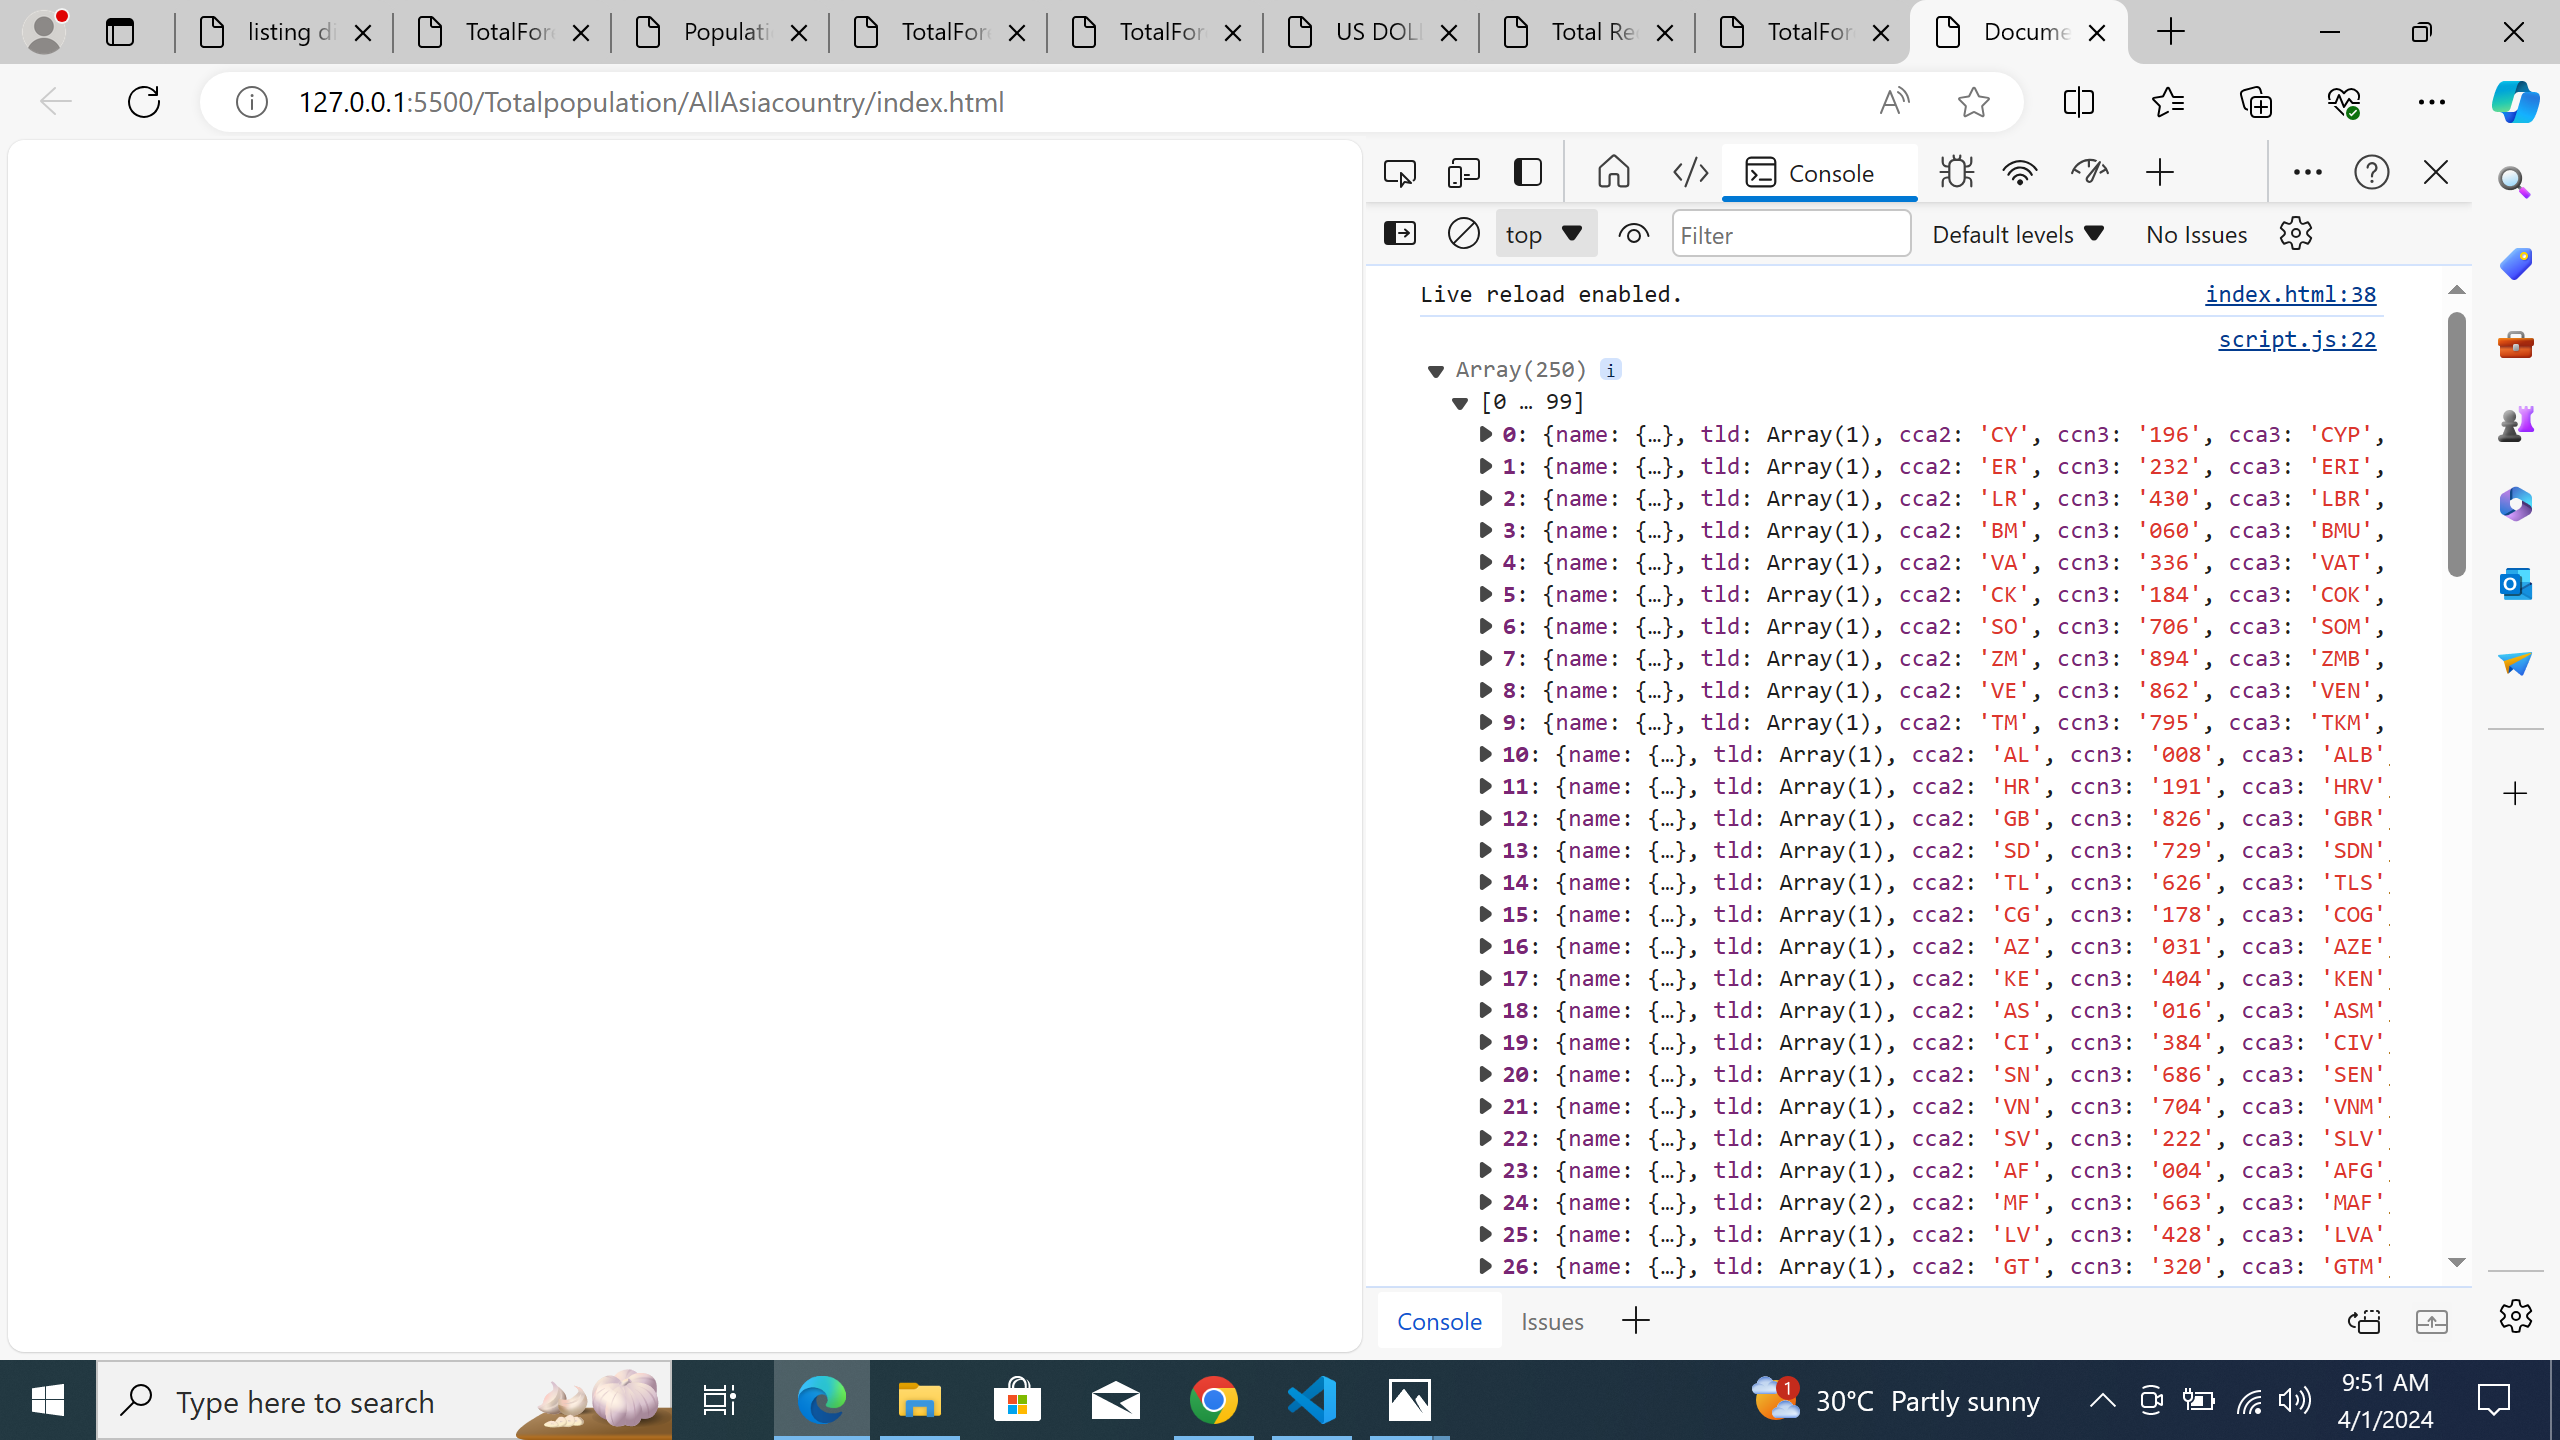 listing di
TotalFor
Populati
TotalFor
TotalFor
US DOL
Total Re
TotalFor
Docume
127.0.0.1:5500/Totalpopulation/AllAsiacountry/index.html
Console
top
Filter
Default levels
No Issues
Live reload enabled. index.html:38
script.js:22
Array(250) i
[0 … 99]
0: {name: {…}, tld: Array(1), cca2: 'CY', ccn3: '196', cca3: 'CYP',
1: {name: {…}, tld: Array(1), cca2: 'ER', ccn3: '232', cca3: 'ERI',
2: {name: {…}, tld: Array(1), cca2: 'LR', ccn3: '430', cca3: 'LBR',
3: {name: {…}, tld: Array(1), cca2: 'BM', ccn3: '060', cca3: 'BMU',
4: {name: {…}, tld: Array(1), cca2: 'VA', ccn3: '336', cca3: 'VAT',
5: {name: {…}, tld: Array(1), cca2: 'CK', ccn3: '184', cca3: 'COK',
6: {name: {…}, tld: Array(1), cca2: 'SO', ccn3: '706', cca3: 'SOM',
7: {name: {…}, tld: Array(1), cca2: 'ZM', ccn3: '894', cca3: 'ZMB',
8: {name: {…}, tld: Array(1), cca2: 'VE', ccn3: '862', cca3: 'VEN',
9: {name: {…}, tld: Array(1), cca2: 'TM', ccn3: '795', cca3: 'TKM',
10: {name: {…}, tld: Array(1), cca2: 'AL', ccn3: '008', cca3: 'ALB'
11: {name: {…}, tld: Array(1), cca2: 'HR', ccn3: '191', cca3: 'HRV'
12: {name: {…}, tld: Array(1), cca2: 'GB', ccn3: '826', cca3: 'GBR'
13: {name: {…}, tld: Array(1), cca2: 'SD', ccn3: '729', cca3: 'SDN'
14: {name: {…}, tld: Array(1), cca2: 'TL', ccn3: '626', cca3: 'TLS'
15: {name: {…}, tld: Array(1), cca2: 'CG', ccn3: '178', cca3: 'COG'
16: {name: {…}, tld: Array(1), cca2: 'AZ', ccn3: '031', cca3: 'AZE'
17: {name: {…}, tld: Array(1), cca2: 'KE', ccn3: '404', cca3: 'KEN'
18: {name: {…}, tld: Array(1), cca2: 'AS', ccn3: '016', cca3: 'ASM'
19: {name: {…}, tld: Array(1), cca2: 'CI', ccn3: '384', cca3: 'CIV'
20: {name: {…}, tld: Array(1), cca2: 'SN', ccn3: '686', cca3: 'SEN'
21: {name: {…}, tld: Array(1), cca2: 'VN', ccn3: '704', cca3: 'VNM'
22: {name: {…}, tld: Array(1), cca2: 'SV', ccn3: '222', cca3: 'SLV'
23: {name: {…}, tld: Array(1), cca2: 'AF', ccn3: '004', cca3: 'AFG'
24: {name: {…}, tld: Array(2), cca2: 'MF', ccn3: '663', cca3: 'MAF'
25: {name: {…}, tld: Array(1), cca2: 'LV', ccn3: '428', cca3: 'LVA'
26: {name: {…}, tld: Array(1), cca2: 'GT', ccn3: '320', cca3: 'GTM'
Console Issues
Type here to search
1
30°C Partly sunny
9:51 AM
4/1/2024